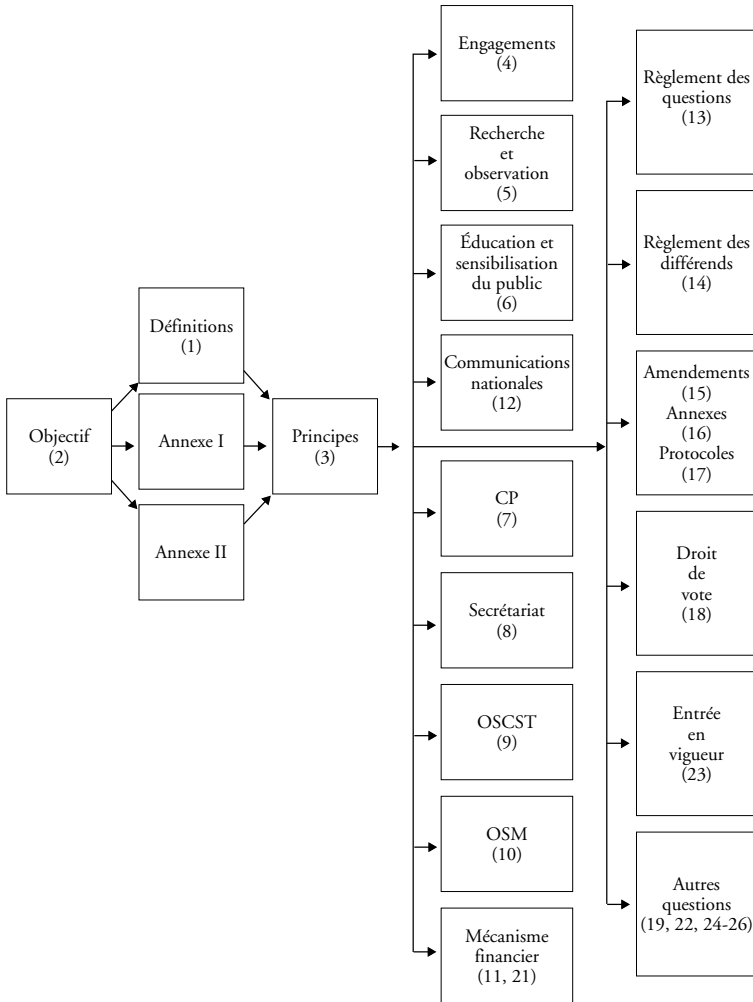 Objectif
(2)
Définitions
(1)
Annexe I
Annexe II
Principes
(3)
Engagements
(4)
Recherche
et
observation
(5)
Éducation et
sensibilisation
du public
(6)
Communications
nationales
(12)
CP
(7)
Secrétariat
(8)
OSCST
(9)
OSM
(10)
Mécanisme
financier
(11, 21)
Règlement des
questions
(13)
Règlement des
différends
(14)
Amendements
(15)
Annexes
(16)
Protocoles
(17)
Droit
de
vote
(18)
Entrée
en
vigueur
(23)
Autres
questions
(19, 22, 24-26)